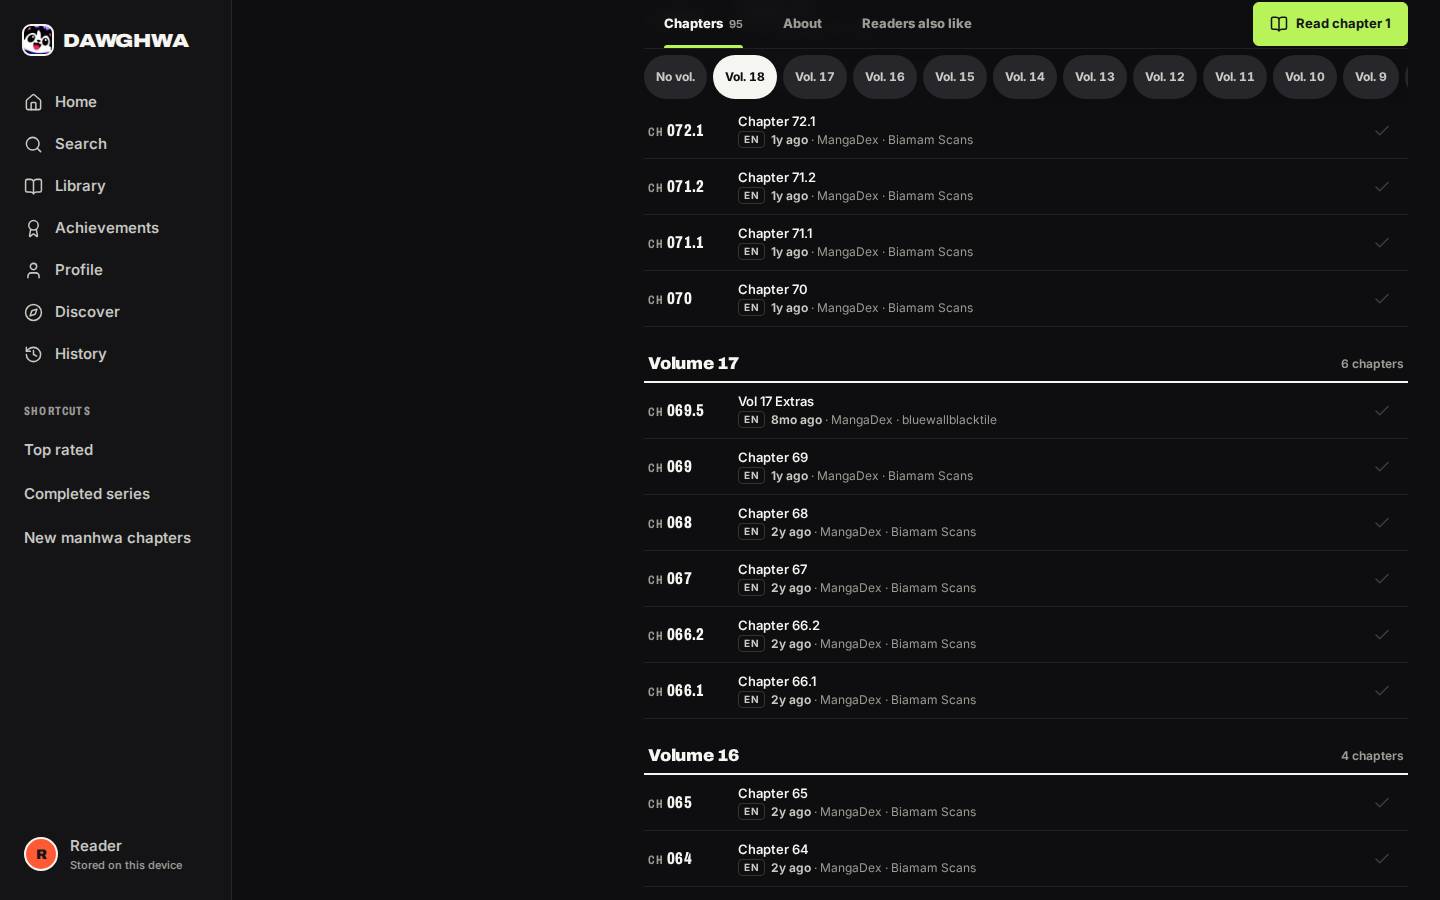 DAWGHWA
Home
Search
Library
Achievements
Profile
Discover
History
SHORTCUTS
Top rated
Completed series
New manhwa chapters
R
Reader
Stored on this device
Chapters 95 About Readers also like
Read chapter 1
No vol. Vol. 18 Vol. 17 Vol. 16 Vol. 15 Vol. 14 Vol. 13 Vol. 12 Vol. 11 Vol. 10 Vol. 9
CH 072.1
Chapter 72.1
EN 1y ago · MangaDex · Biamam Scans
CH 071.2
Chapter 71.2
EN 1y ago · MangaDex · Biamam Scans
CH 071.1
Chapter 71.1
EN 1y ago · MangaDex · Biamam Scans
CH 070
Chapter 70
EN 1y ago · MangaDex · Biamam Scans
Volume 17 6 chapters
CH 069.5
Vol 17 Extras
EN 8mo ago · MangaDex · bluewallblacktile
CH 069
Chapter 69
EN 1y ago · MangaDex · Biamam Scans
CH 068
Chapter 68
EN 2y ago · MangaDex · Biamam Scans
CH 067
Chapter 67
EN 2y ago · MangaDex · Biamam Scans
CH 066.2
Chapter 66.2
EN 2y ago · MangaDex · Biamam Scans
CH 066.1
Chapter 66.1
EN 2y ago · MangaDex · Biamam Scans
Volume 16 4 chapters
CH 065
Chapter 65
EN 2y ago · MangaDex · Biamam Scans
CH 064
Chapter 64
EN 2y ago · MangaDex · Biamam Scans